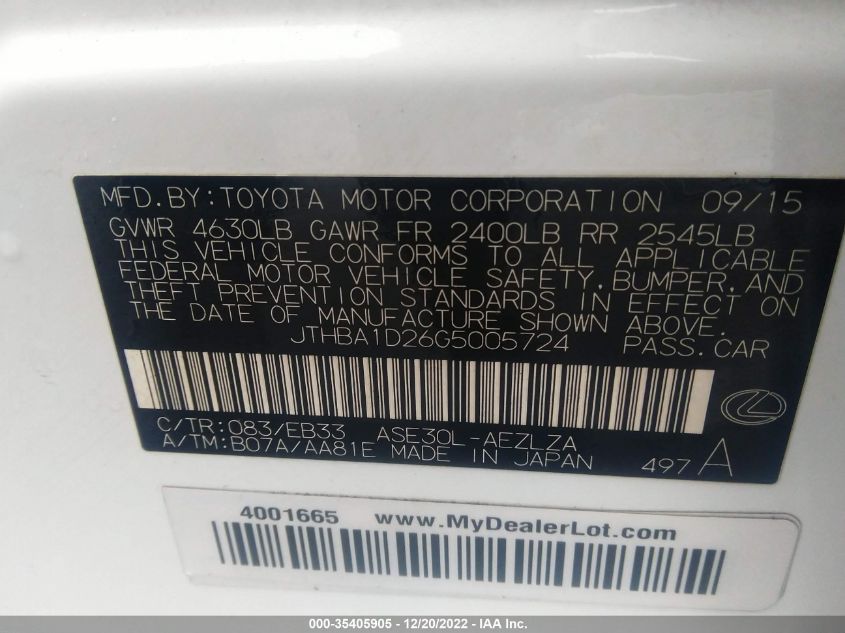 MFD.BY:TOYOTA MOTOR CORPORATION 09/15
GVWR 4630LB GAWR FR 2400LB RR 2545LB
THIS VEHICLE CONFORMS TO ALL APPLICABLE
FEDERAL MOTOR VEHICLE SAFETY,BUMPER,AND
THEFT PREVENTION STANDARDS IN EFFECT ON
THE DATE OF MANUFACTURE SHOWN ABOVE.
JTHBA1D26G5005724 PASS.CAR
C/TR:083/EB33 ASE30L-AEZLZA
A/TM:B07A/AA81E MADE IN JAPAN 497A
4001665 www.MyDealerLot.com
000-35405905 - 12/20/2022 - IAA Inc.